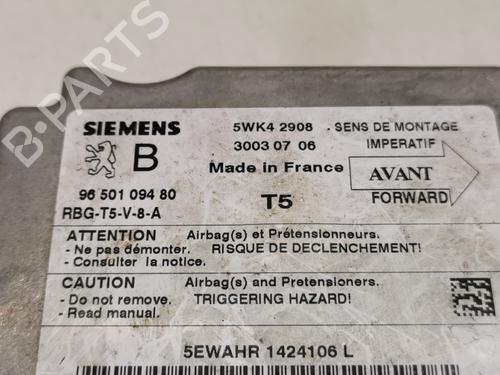 SIEMENS
5WK4 2908
SENS DE MONTAGE
IMPERATIF
B
3003 07 06
Made in France
AVANT
FORWARD
96 501 094 80
T5
RBG-T5-V-8-A
ATTENTION
Airbag(s) et Prétensionneurs.
- Ne pas démonter.
RISQUE DE DECLENCHEMENT!
- Consulter la notice.
CAUTION
Airbag(s) and Pretensioners.
- Do not remove.
TRIGGERING HAZARD!
- Read manual.
5EWAHR 1424106 L
B-PARTS